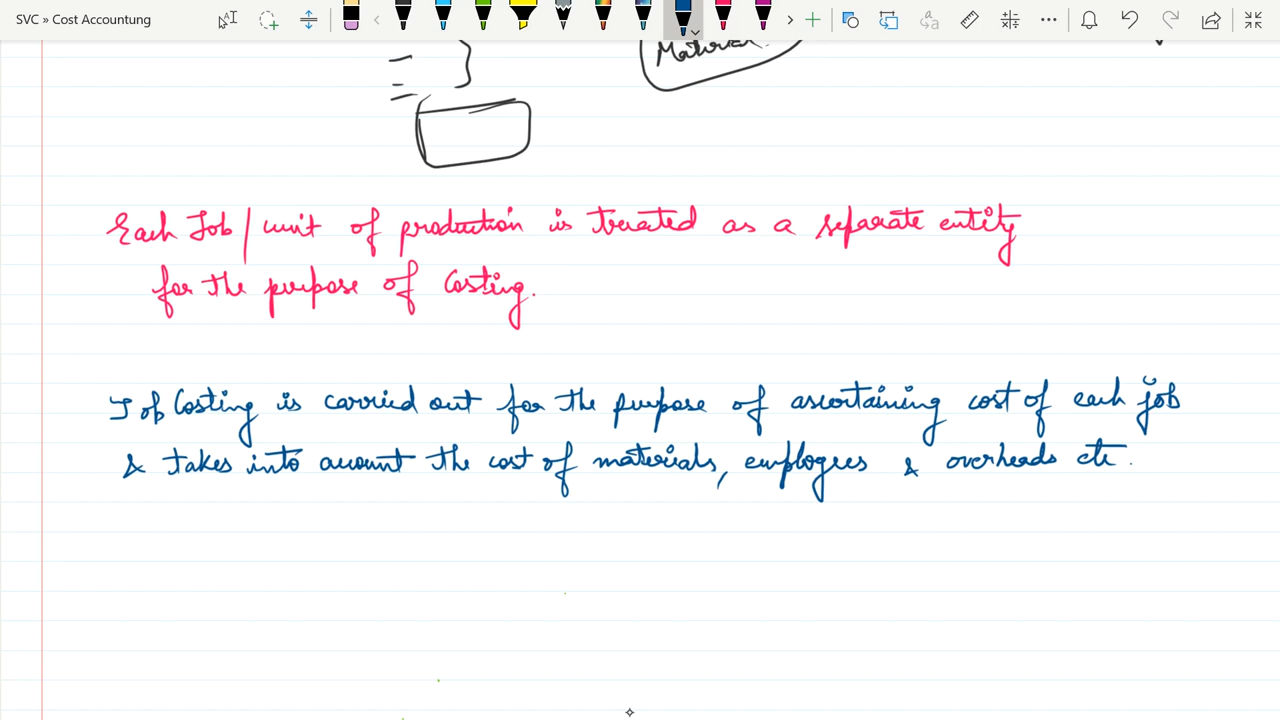 SVC » Cost Accountung
Material
Each Job/unit of production is treated as a separate entity
for the purpose of Costing.
Job Costing is carried out for the purpose of ascertaining cost of each job
& takes into account the cost of materials, employees & overheads etc.